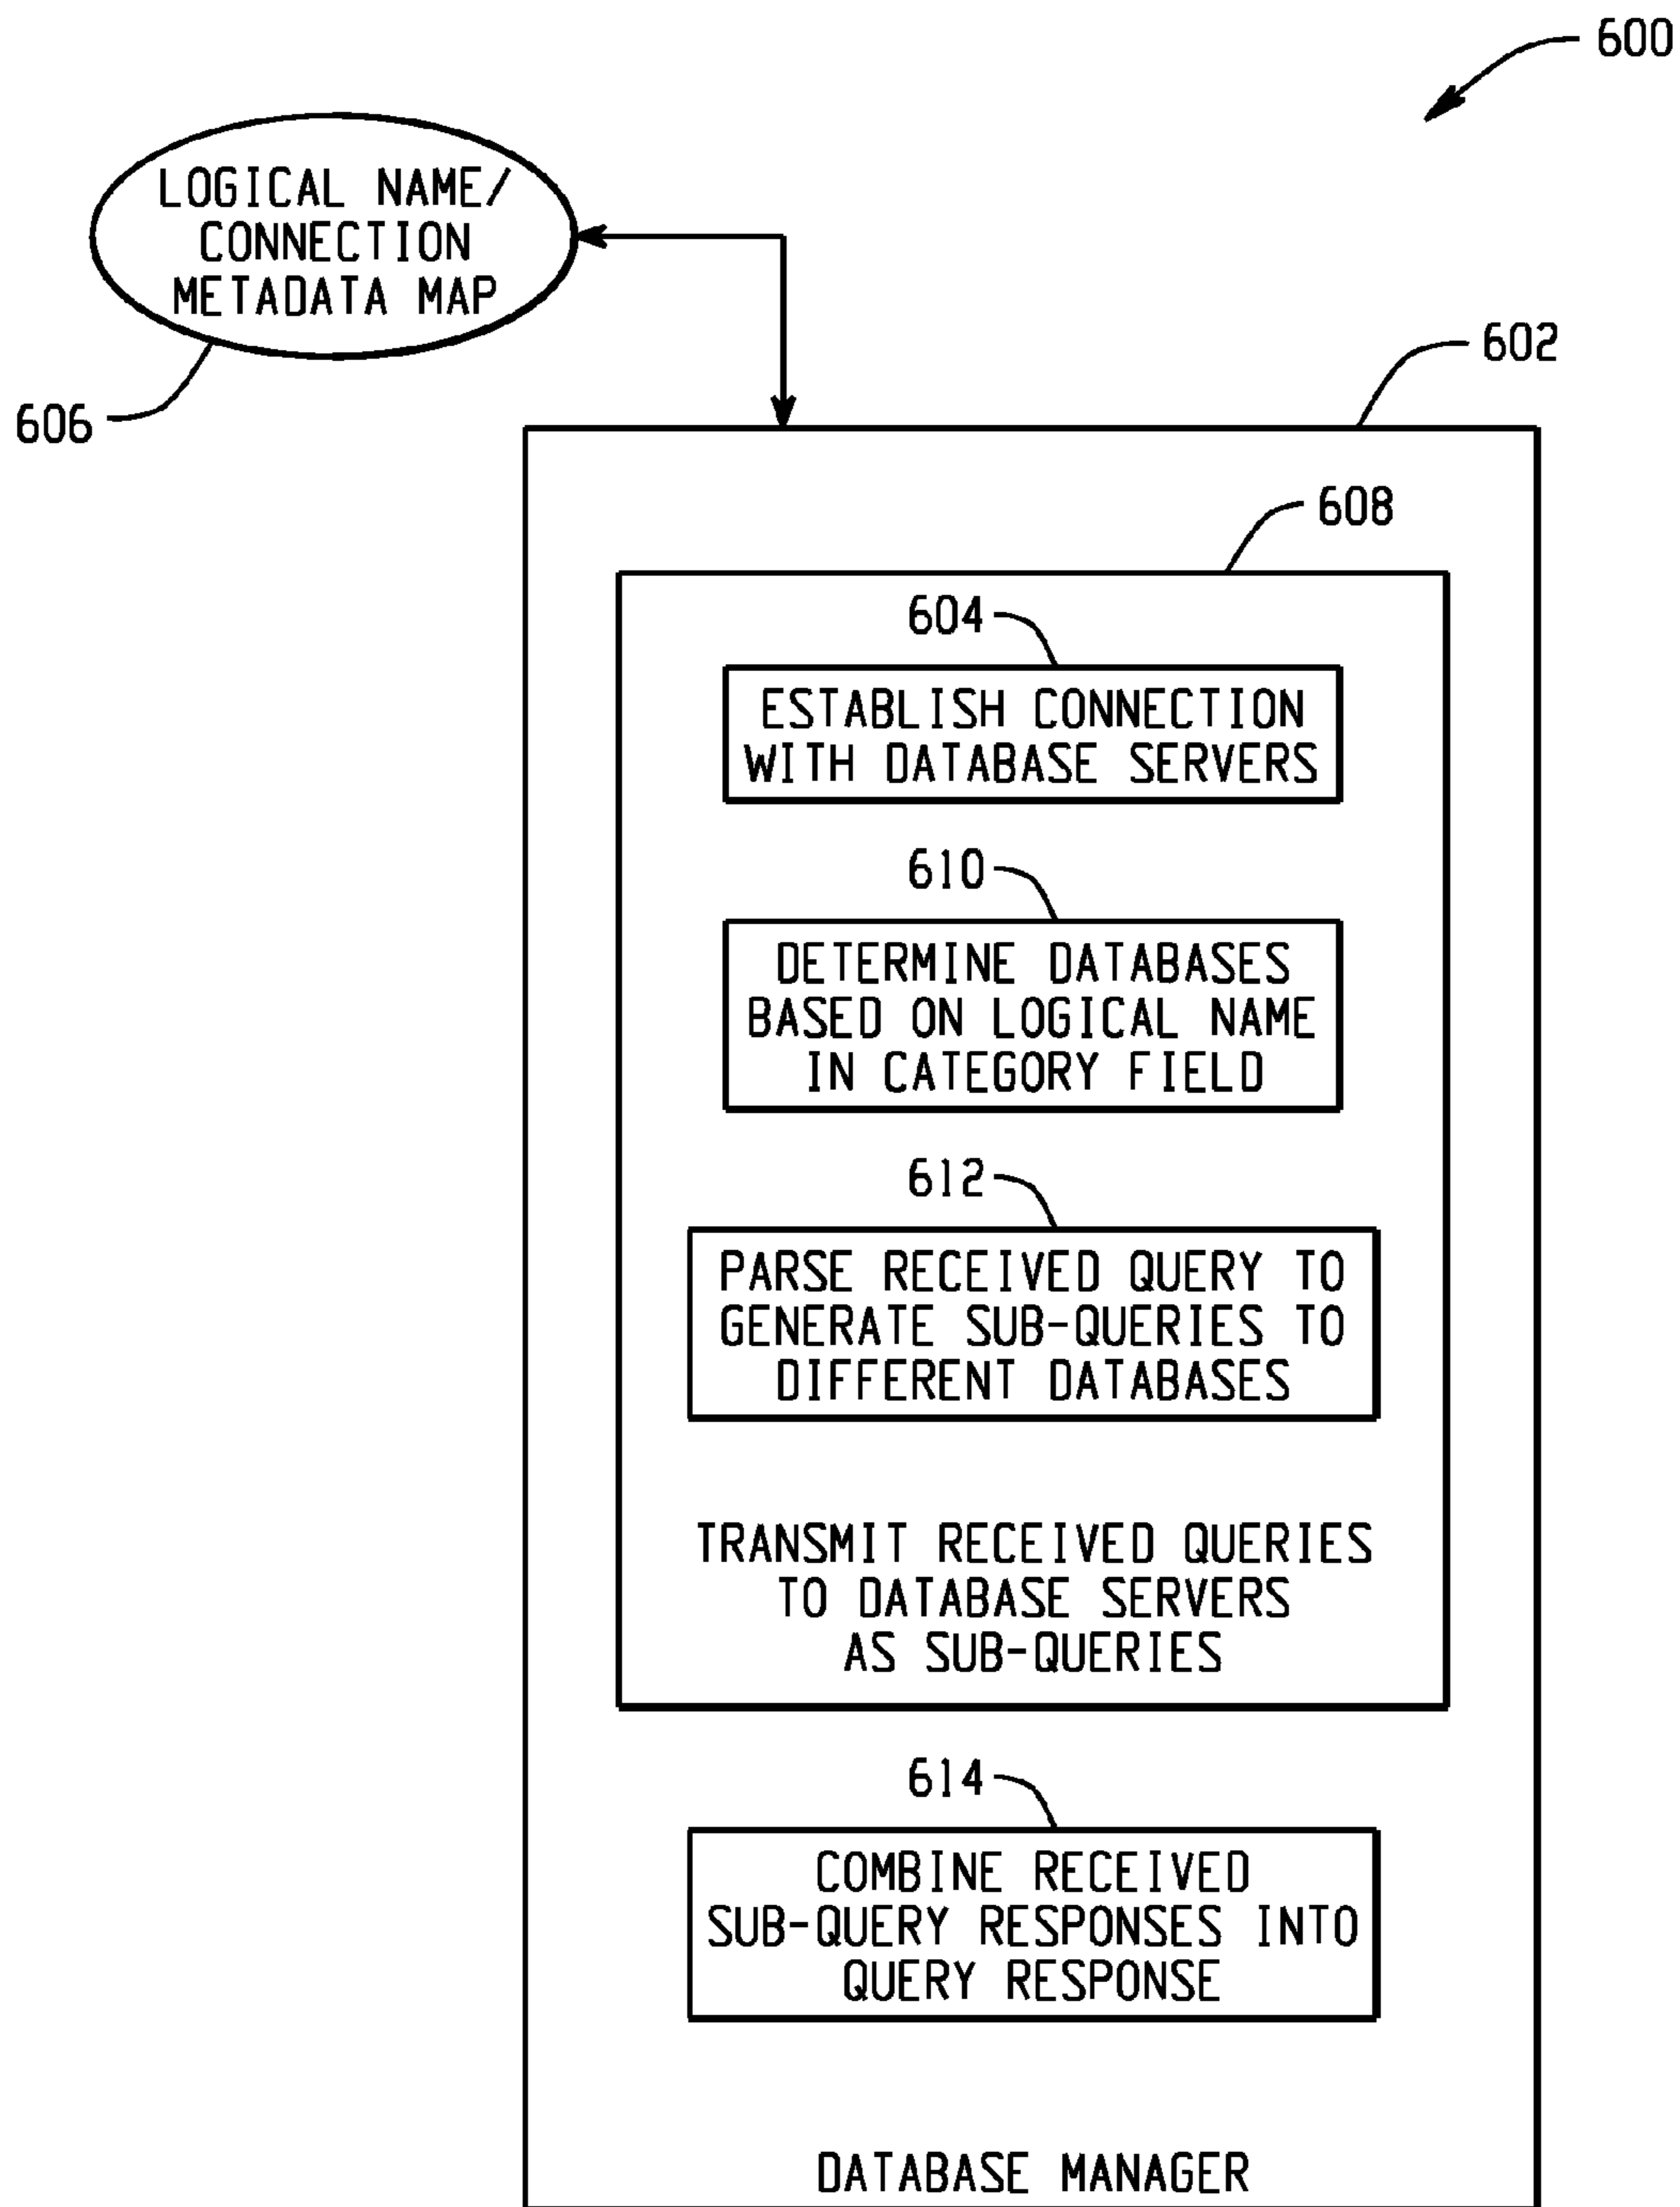 600
LOGICAL NAME/
CONNECTION
METADATA MAP
606
602
608
604
ESTABLISH CONNECTION
WITH DATABASE SERVERS
610
DETERMINE DATABASES
BASED ON LOGICAL NAME
IN CATEGORY FIELD
612
PARSE RECEIVED QUERY TO
GENERATE SUB-QUERIES TO
DIFFERENT DATABASES
TRANSMIT RECEIVED QUERIES
TO DATABASE SERVERS
AS SUB-QUERIES
614
COMBINE RECEIVED
SUB-QUERY RESPONSES INTO
QUERY RESPONSE
DATABASE MANAGER